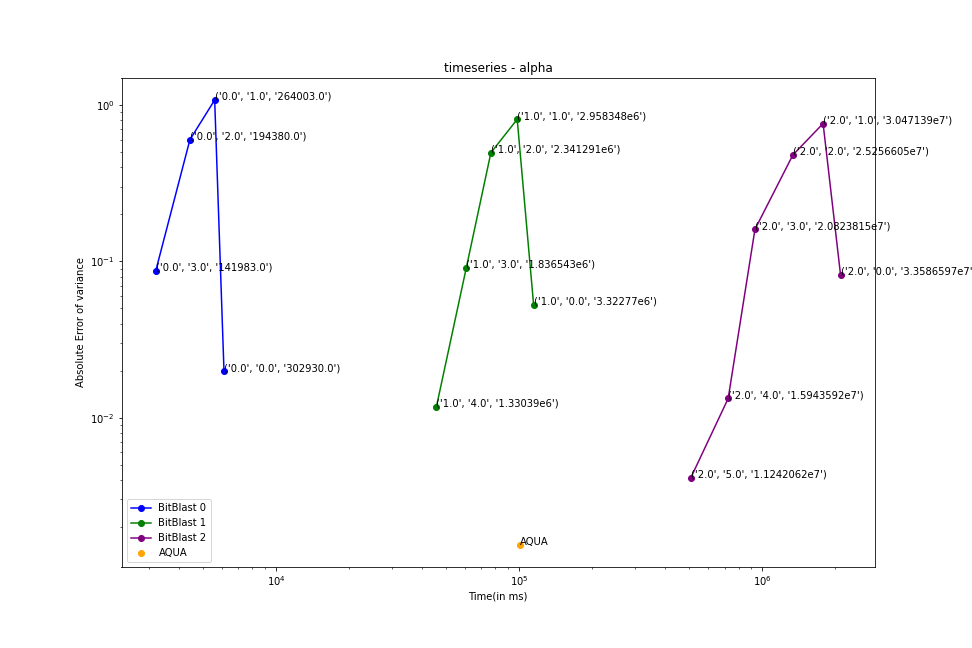 timeseries - alpha
Absolute Error of variance
10⁰
10⁻¹
10⁻²
('0.0', '1.0', '264003.0')
('0.0', '2.0', '194380.0')
('0.0', '3.0', '141983.0')
('0.0', '0.0', '302930.0')
('1.0', '1.0', '2.958348e6')
('1.0', '2.0', '2.341291e6')
('1.0', '3.0', '1.836543e6')
('1.0', '0.0', '3.32277e6')
('1.0', '4.0', '1.33039e6')
('2.0', '1.0', '3.047139e7')
('2.0', '2.0', '2.5256605e7')
('2.0', '3.0', '2.0823815e7')
('2.0', '0.0', '3.3586597e7'
('2.0', '4.0', '1.5943592e7')
('2.0', '5.0', '1.1242062e7')
AQUA
BitBlast 0
BitBlast 1
BitBlast 2
AQUA
10⁴
10⁵
10⁶
Time(in ms)